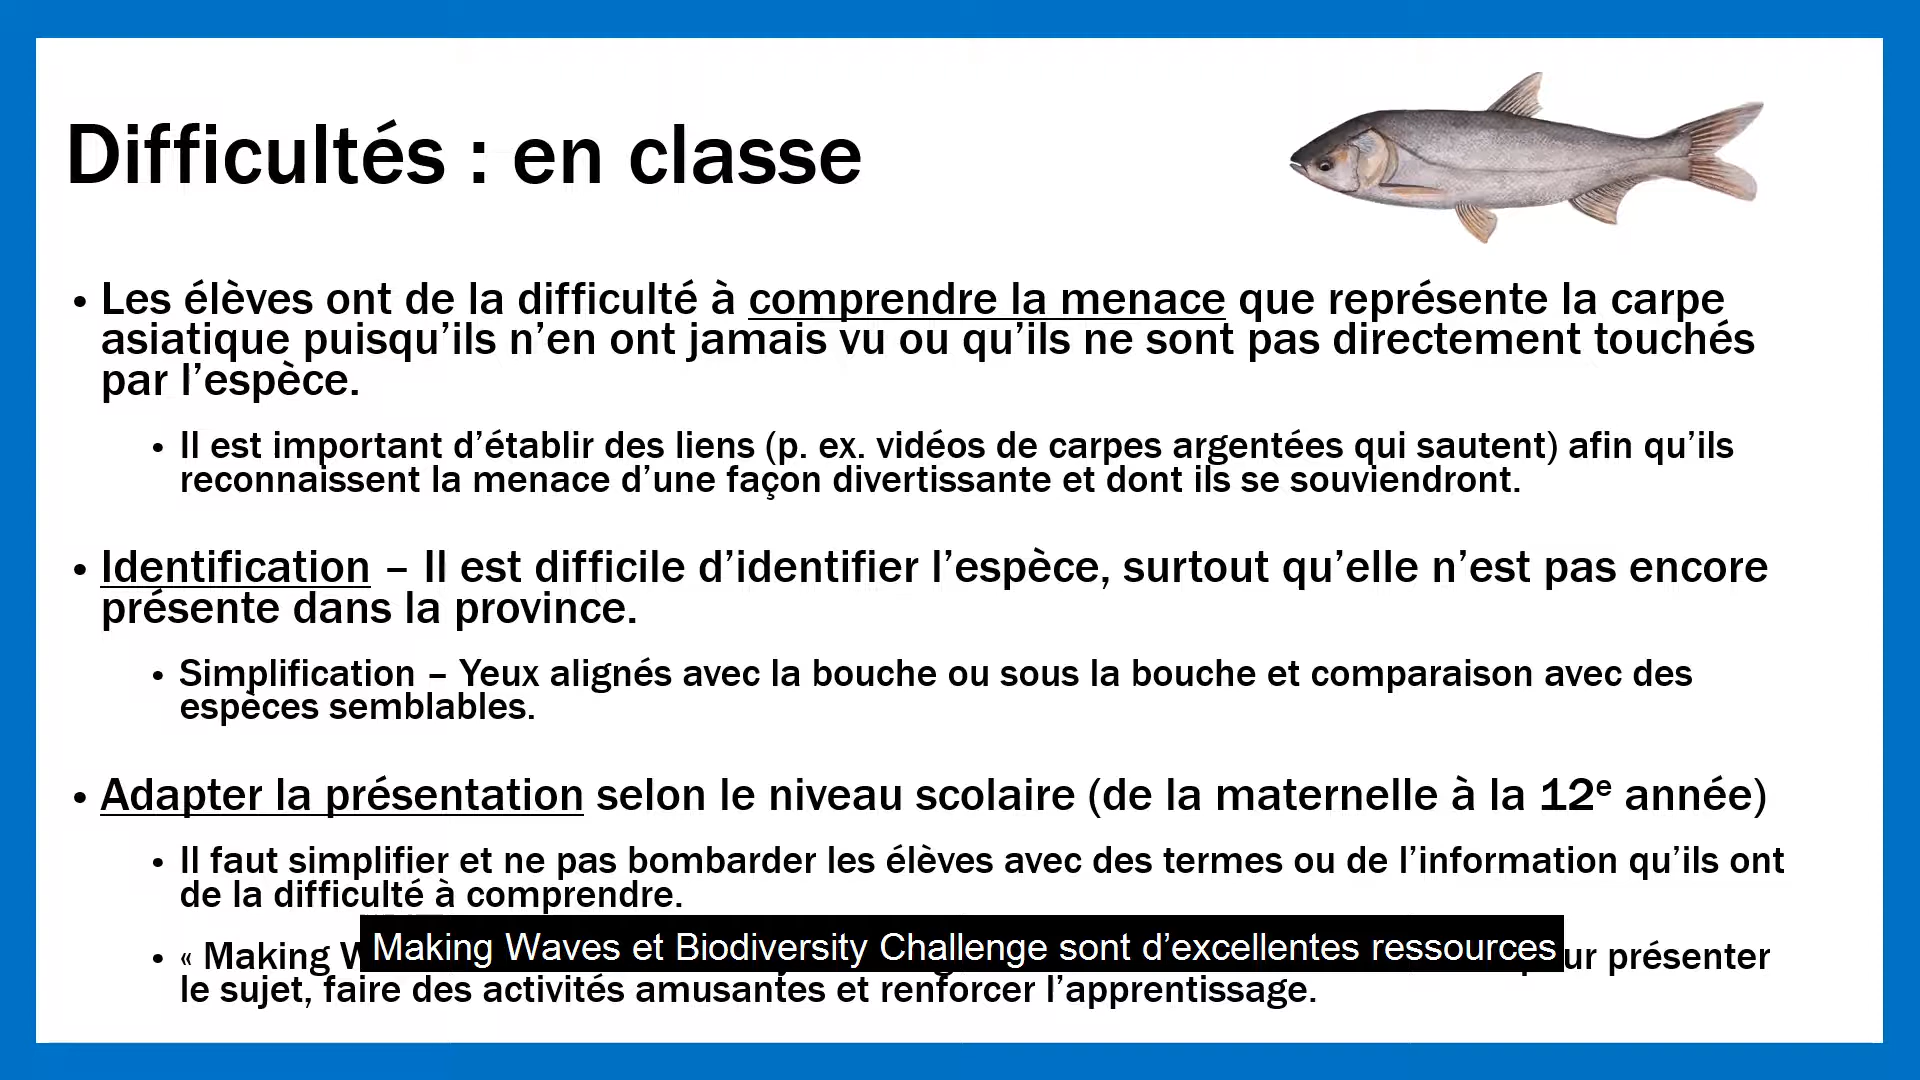 Difficultés : en classe
• Les élèves ont de la difficulté à comprendre la menace que représente la carpe
asiatique puisqu’ils n’en ont jamais vu ou qu’ils ne sont pas directement touchés
par l’espèce.
• Il est important d’établir des liens (p. ex. vidéos de carpes argentées qui sautent) afin qu’ils
reconnaissent la menace d’une façon divertissante et dont ils se souviendront.
• Identification – Il est difficile d’identifier l’espèce, surtout qu’elle n’est pas encore
présente dans la province.
• Simplification – Yeux alignés avec la bouche ou sous la bouche et comparaison avec des
espèces semblables.
• Adapter la présentation selon le niveau scolaire (de la maternelle à la 12e année)
• Il faut simplifier et ne pas bombarder les élèves avec des termes ou de l’information qu’ils ont
de la difficulté à comprendre.
• « Making
présenter
Making Waves et Biodiversity Challenge sont d’excellentes ressources
le sujet, faire des activités amusantes et renforcer l’apprentissage.